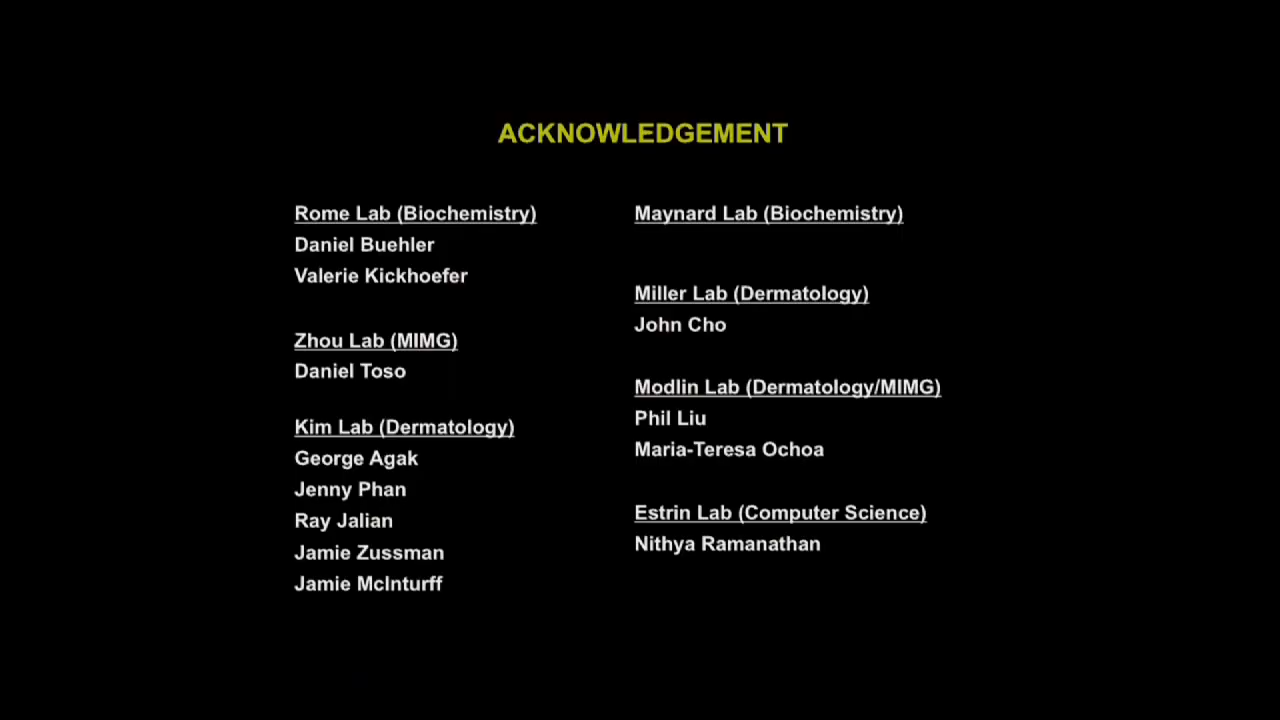 ACKNOWLEDGEMENT
Rome Lab (Biochemistry)
Daniel Buehler
Valerie Kickhoefer
Zhou Lab (MIMG)
Daniel Toso
Kim Lab (Dermatology)
George Agak
Jenny Phan
Ray Jalian
Jamie Zussman
Jamie McInturff
Maynard Lab (Biochemistry)
Miller Lab (Dermatology)
John Cho
Modlin Lab (Dermatology/MIMG)
Phil Liu
Maria-Teresa Ochoa
Estrin Lab (Computer Science)
Nithya Ramanathan